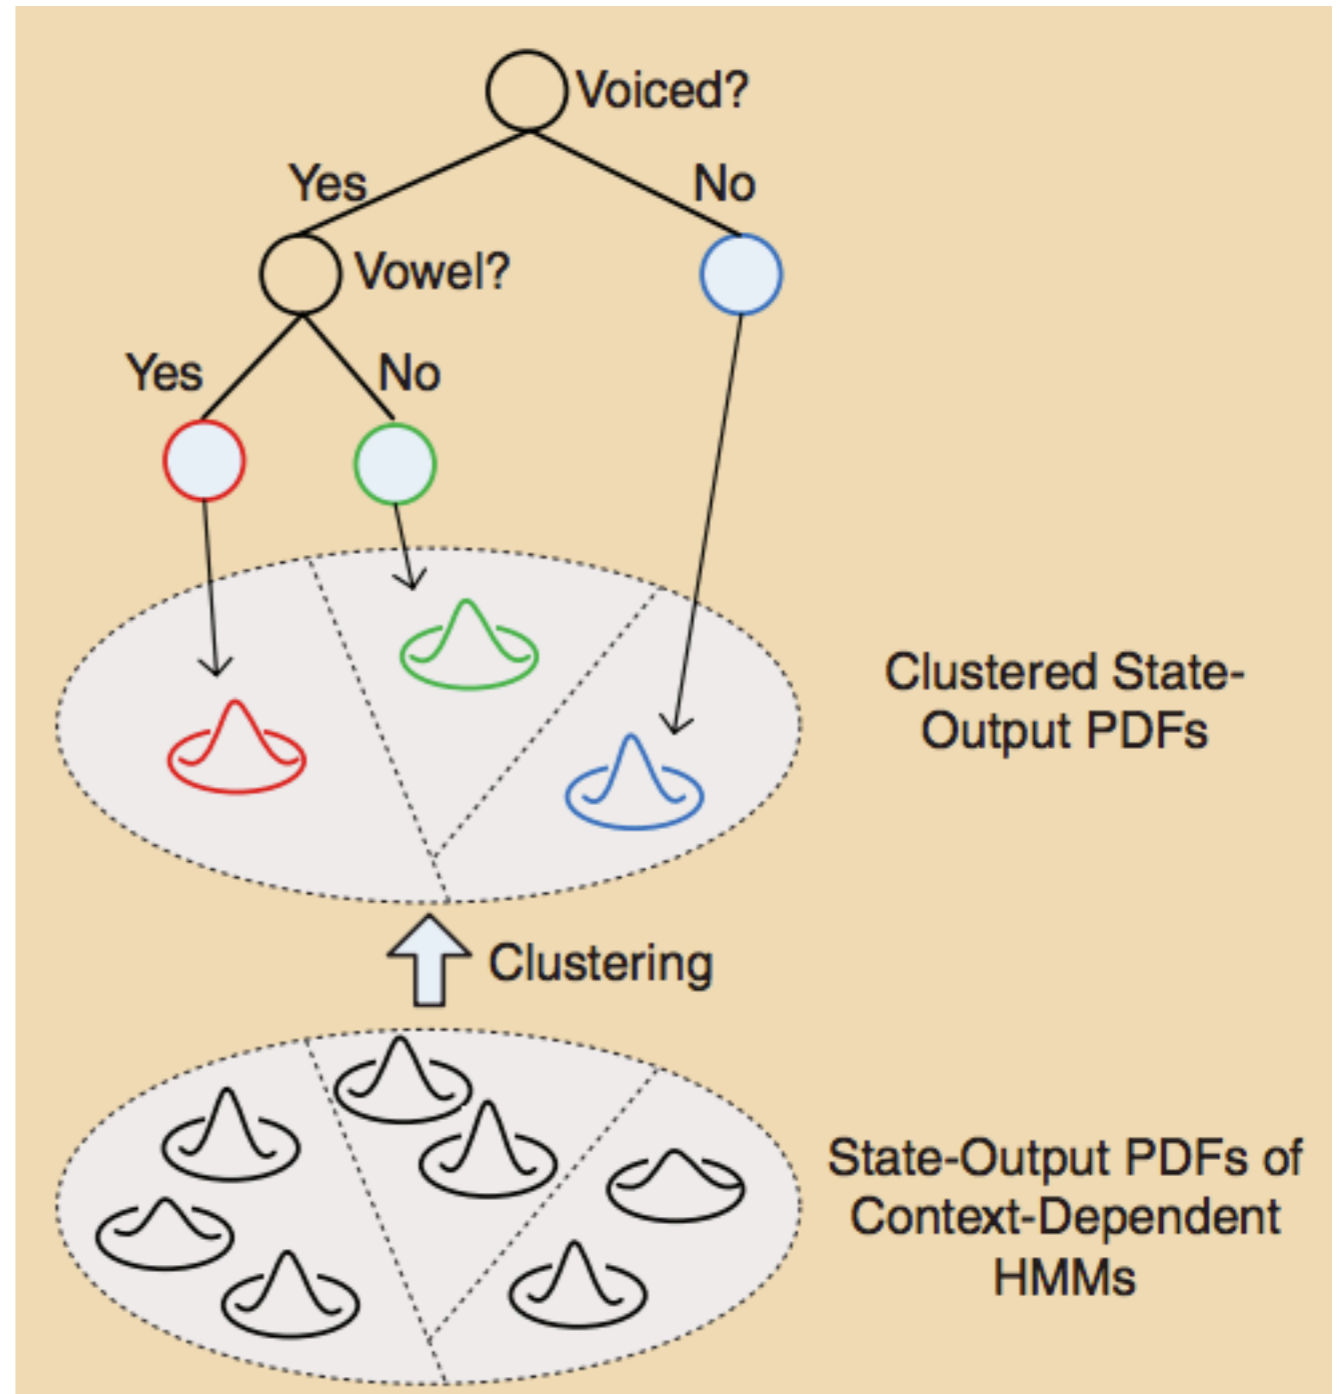 Voiced?
Yes
No
Vowel?
Yes
No
Clustered State-
Output PDFs
Clustering
State-Output PDFs of
Context-Dependent
HMMs